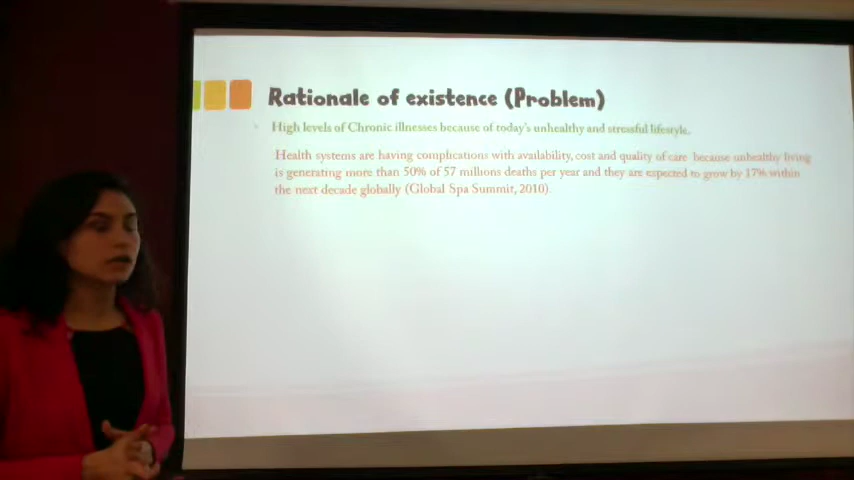 Rationale of existence (Problem)
High levels of Chronic illnesses because of today's unhealthy and stressful lifestyle.
Health systems are having complications with availability, cost and quality of care because unhealthy living
is generating more than 50% of 57 millions deaths per year and they are expected to grow by 17% within
the next decade globally (Global Spa Summit, 2010).